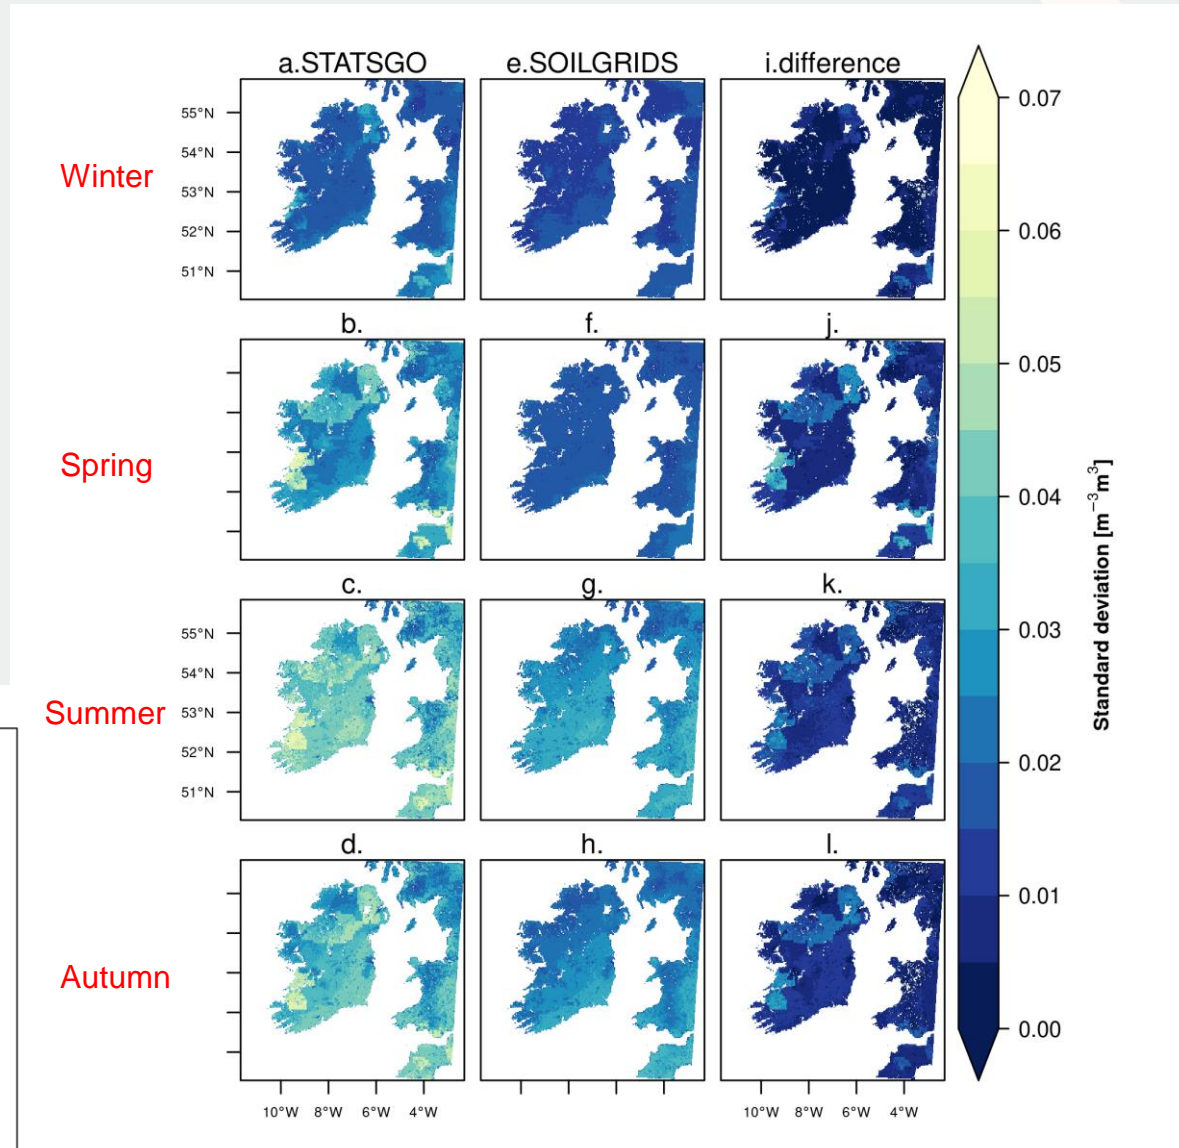 a.STATSGO e.SOILGRIDS i.difference
Winter
55°N
54°N
53°N
52°N
51°N
b. f. j.
Spring
c. g. k.
Summer
55°N
54°N
53°N
52°N
51°N
d. h. l.
Autumn
10°W 8°W 6°W 4°W 10°W 8°W 6°W 4°W
0.07
0.06
0.05
0.04
0.03
0.02
0.01
0.00
Standard deviation [m⁻³m³]